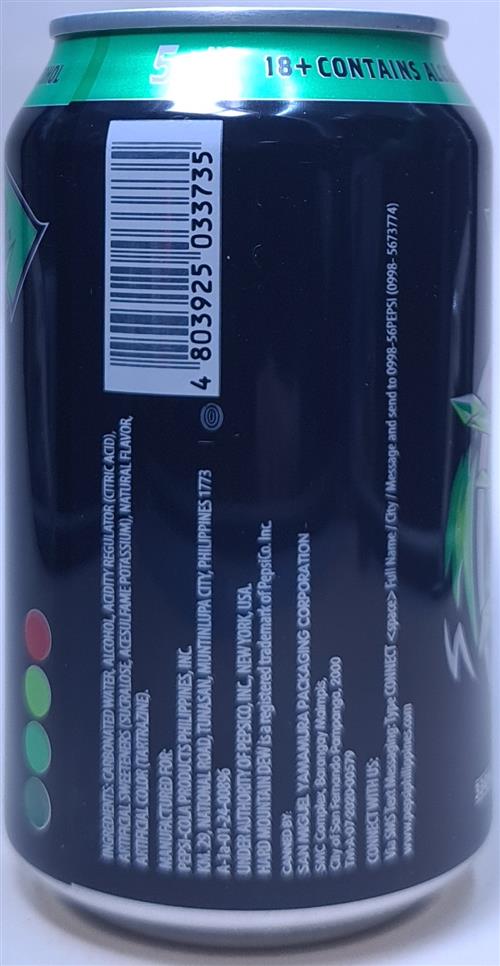 18+ CONTAINS
4 803925 033735
INGREDIENTS: CARBONATED WATER, ALCOHOL, ACIDITY REGULATOR (CITRIC ACID),
ARTIFICIAL SWEETENERS (SUCRALOSE, ACESULFAME POTASSIUM), NATURAL FLAVOR,
ARTIFICIAL COLOR (TARTRAZINE).
MANUFACTURED FOR:
PEPSI-COLA PRODUCTS PHILIPPINES, INC.
KM. 29, NATIONAL ROAD, TUNASAN, MUNTINLUPA CITY, PHILIPPINES 1773
UNDER AUTHORITY OF PEPSICO, INC., NEW YORK, USA.
HARD MOUNTAIN DEW is a registered trademark of PepsiCo. Inc.
CANNED BY:
SAN MIGUEL YAMAMURA PACKAGING CORPORATION
SMC Complex, Barangay Maimpis,
City of San Fernando Pampanga, 2000
CONNECT WITH US:
Via SMS Text Messaging, Type CONNECT <space> Full Name / City / Message and send to 0998-56PEPSI (0998-5673774)
www.pepsiphilippines.com